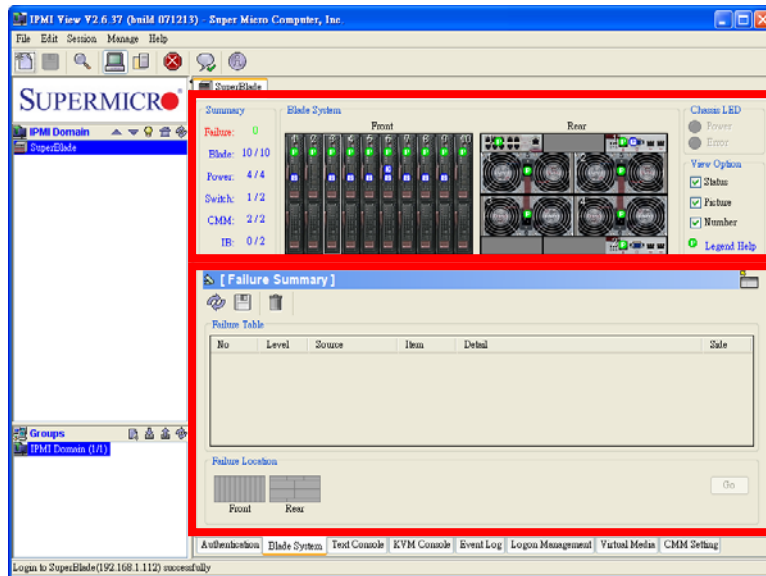 IPMI View V2.6.37 (build 071213) - Super Micro Computer, Inc.
File Edit Session Manage Help
SUPERMICRO
IPMI Domain
SuperBlade
SuperBlade
Summary
Failure: 0
Blade: 10/10
Power: 4/4
Switch: 1/2
CMM: 2/2
IB: 0/2
Blade System
Front
Rear
1 2 3 4 5 6 7 8 9 10
Chassis LED
Power
Error
View Option
Status
Picture
Number
Legend Help
[ Failure Summary ]
Failure Table
No Level Source Item Detail Side
Failure Location
Front Rear
Go
Groups
IPMI Domain (1/1)
Authentication Blade System Text Console KVM Console Event Log Logon Management Virtual Media CMM Setting
Login to SuperBlade(192.168.1.112) successfully